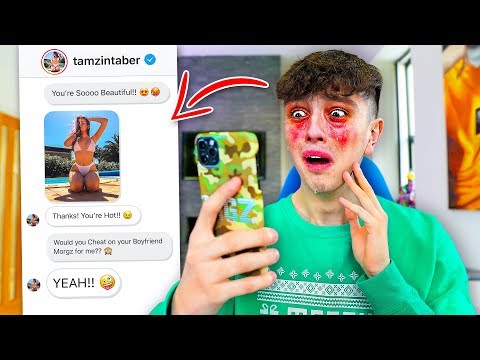 tamzintaber
You're Soooo Beautiful!! 😍🥵
Thanks! You're Hot!! 😉
Would you Cheat on your Boyfriend
Morgz for me?? 🙈
YEAH!! 🤪
RGZ